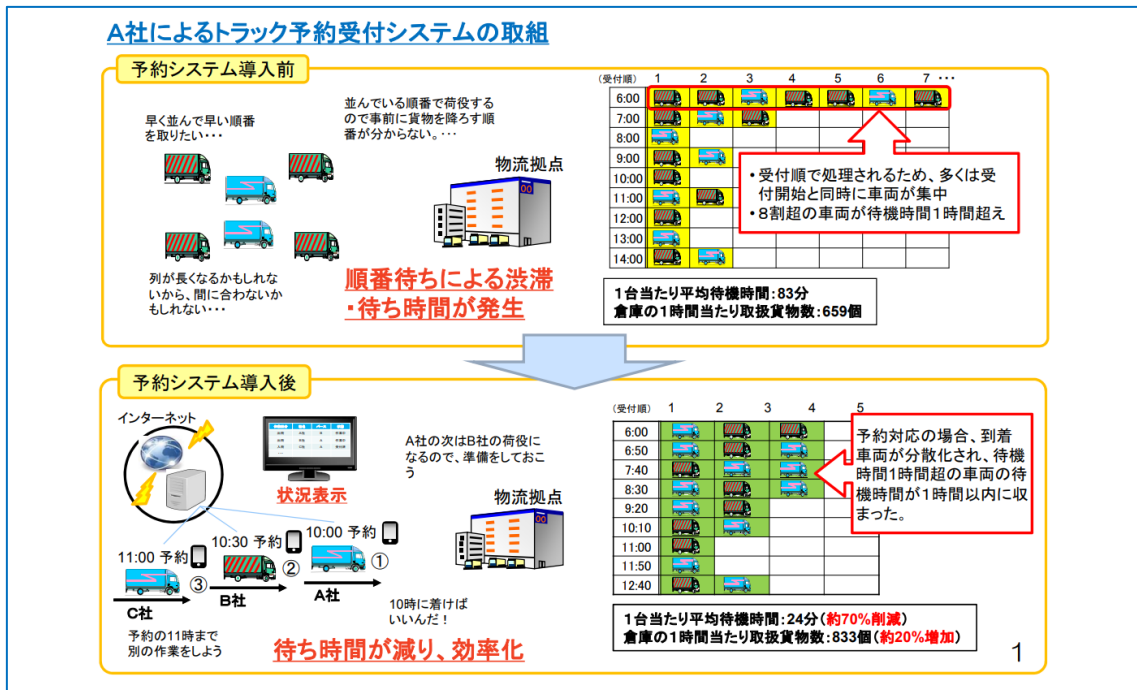 A社によるトラック予約受付システムの取組
予約システム導入前
早く並んで早い順番
を取りたい・・・
並んでいる順番で荷役する
ので事前に貨物を降ろす順
番が分からない。・・・
物流拠点
列が長くなるかもしれな
いから、間に合わないか
もしれない・・・
順番待ちによる渋滞
・待ち時間が発生
(受付順) 1 2 3 4 5 6 7 ・・・
6:00
7:00
8:00
9:00
10:00
11:00
12:00
13:00
14:00
・受付順で処理されるため、多くは受
付開始と同時に車両が集中
・8割超の車両が待機時間1時間超え
1台当たり平均待機時間:83分
倉庫の1時間当たり取扱貨物数:659個
予約システム導入後
インターネット
状況表示
A社の次はB社の荷役に
なるので、準備をしておこ
う
物流拠点
11:00 予約
10:30 予約
10:00 予約
③
②
①
C社
B社
A社
予約の11時まで
別の作業をしよう
10時に着けば
いいんだ!
待ち時間が減り、効率化
(受付順) 1 2 3 4 5
6:00
6:50
7:40
8:30
9:20
10:10
11:00
11:50
12:40
予約対応の場合、到着
車両が分散化され、待機
時間1時間超の車両の待
機時間が1時間以内に収
まった。
1台当たり平均待機時間:24分(約70%削減)
倉庫の1時間当たり取扱貨物数:833個(約20%増加)
1